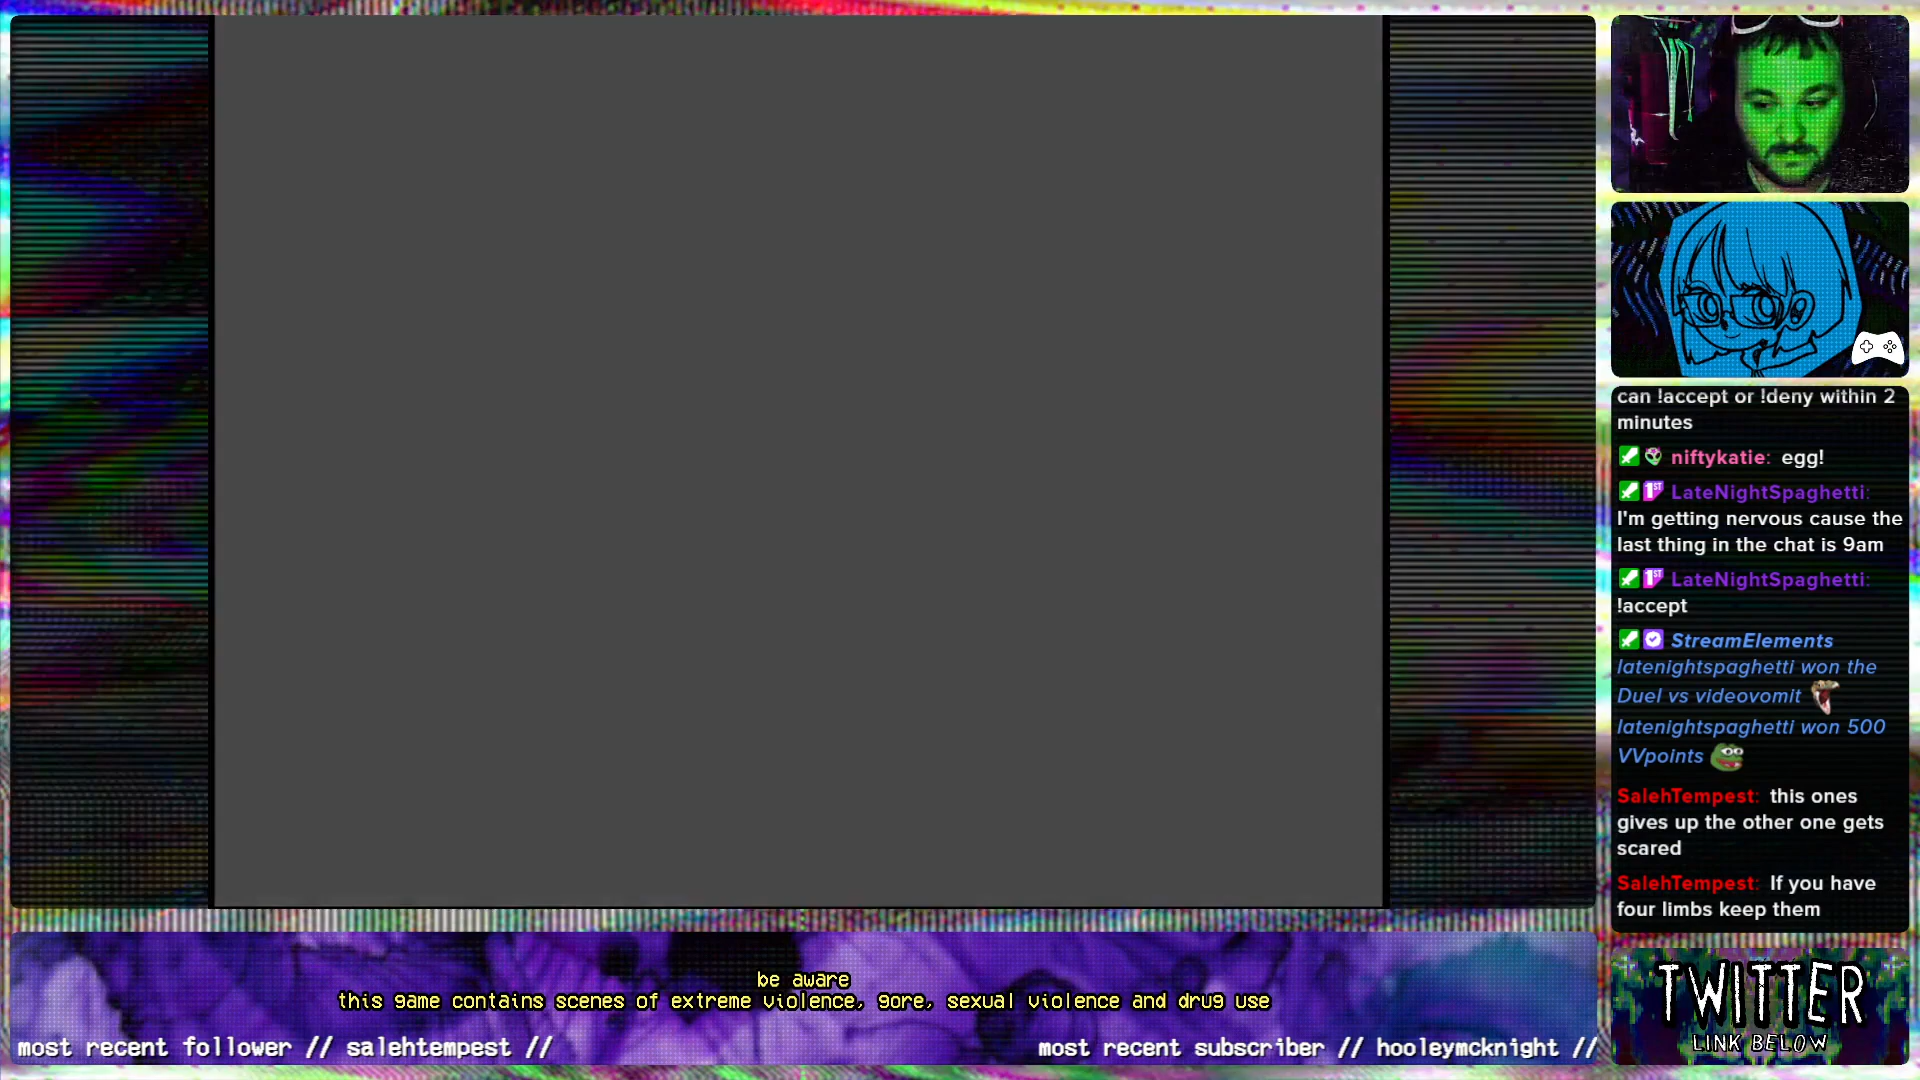 can !accept or !deny within 2
minutes
niftykatie: egg!
1ST LateNightSpaghetti:
I'm getting nervous cause the
last thing in the chat is 9am
1ST LateNightSpaghetti:
!accept
StreamElements
latenightspaghetti won the
Duel vs videovomit
latenightspaghetti won 500
VVpoints
SalehTempest: this ones
gives up the other one gets
scared
SalehTempest: If you have
four limbs keep them
be aware
this game contains scenes of extreme violence, gore, sexual violence and drug use
most recent follower // salehtempest //
most recent subscriber // hooleymcknight //
TWITTER
LINK BELOW